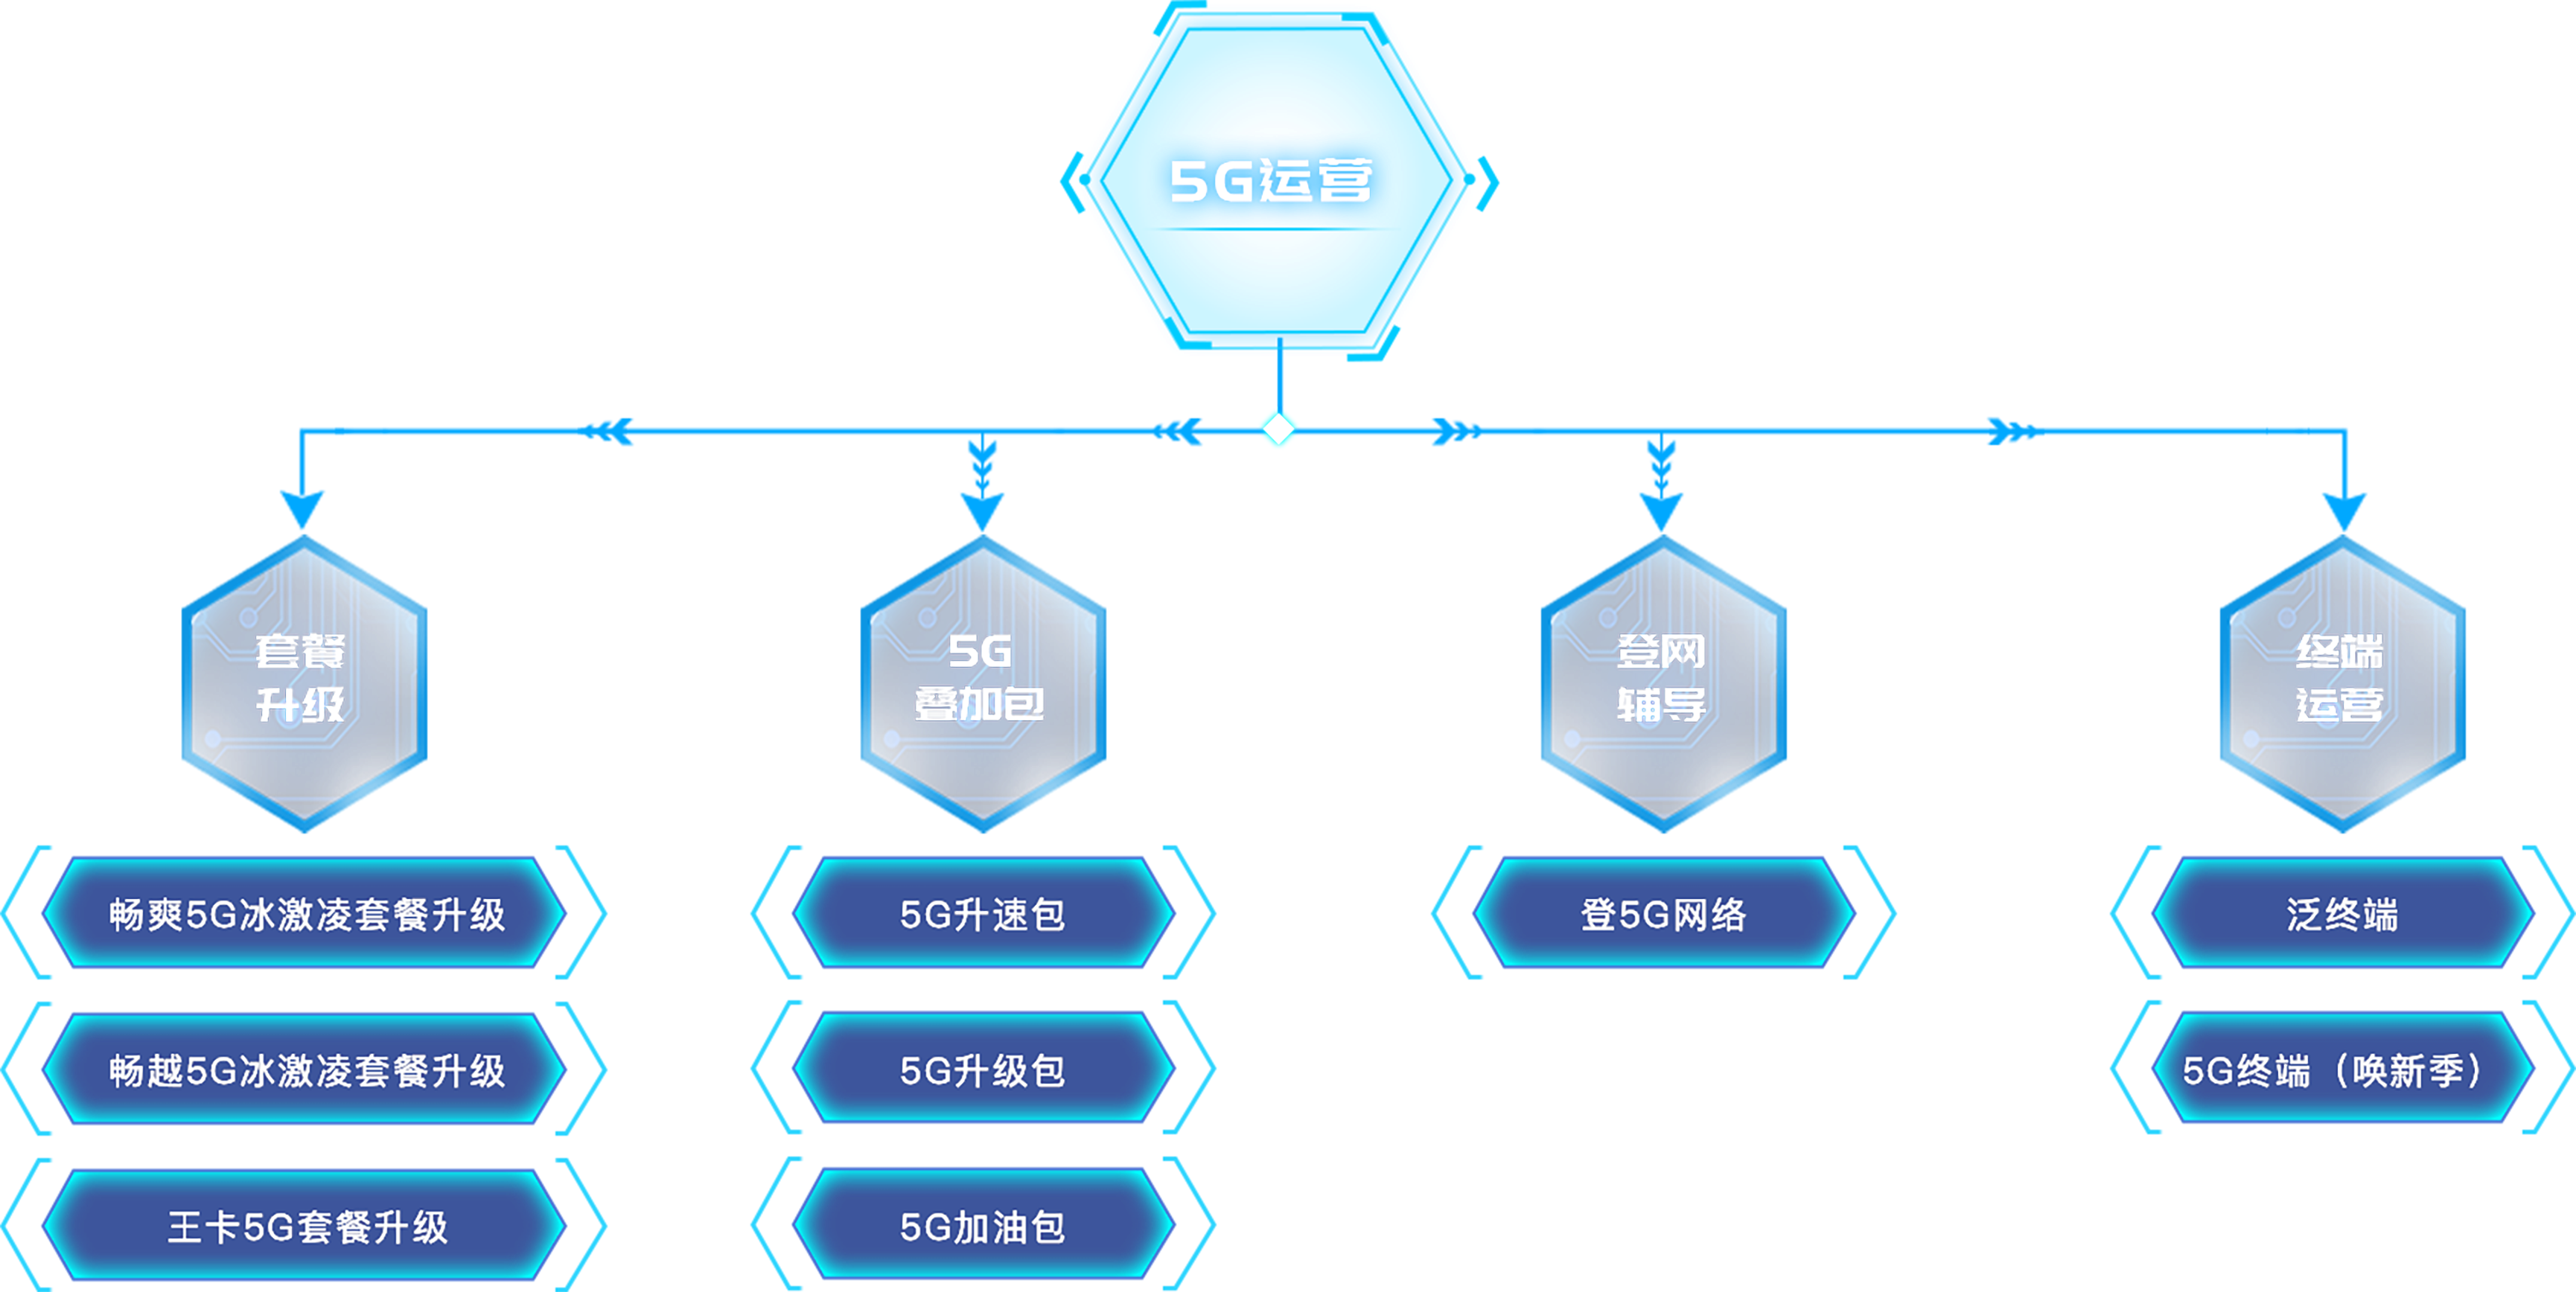 5G运营
套餐
升级
5G
叠加包
登网
辅导
终端
运营
畅爽5G冰激凌套餐升级
5G升速包
登5G网络
泛终端
畅越5G冰激凌套餐升级
5G升级包
5G终端（唤新季）
王卡5G套餐升级
5G加油包